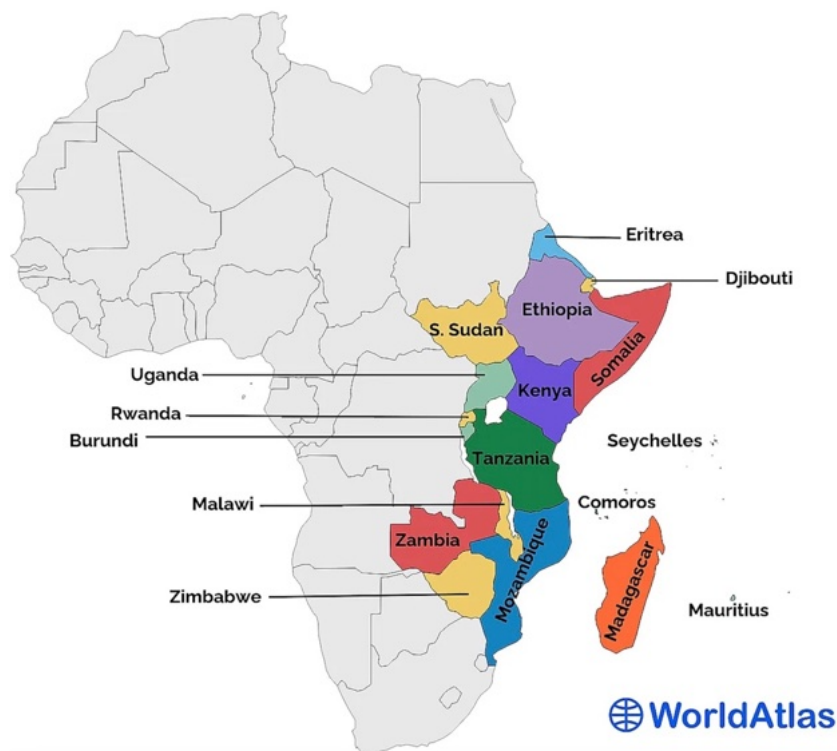 Eritrea
Djibouti
Ethiopia
S. Sudan
Somalia
Uganda
Kenya
Rwanda
Burundi
Seychelles
Tanzania
Malawi
Comoros
Zambia
Mozambique
Madagascar
Zimbabwe
Mauritius
WorldAtlas